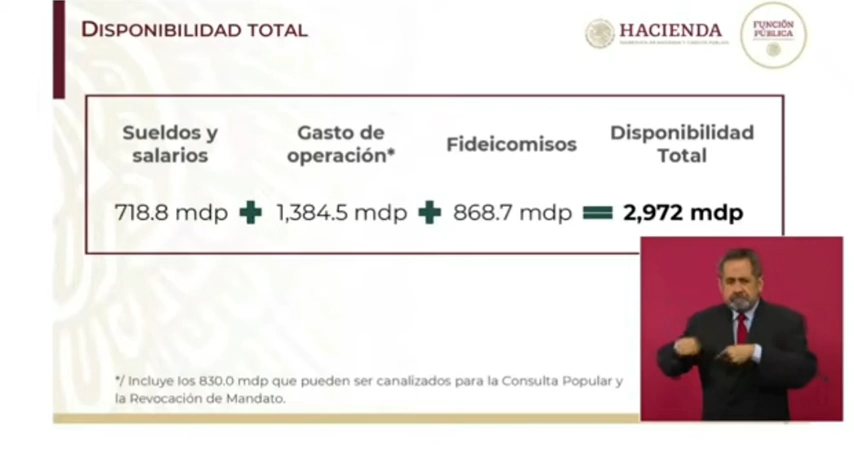 DISPONIBILIDAD TOTAL
HACIENDA
FUNCIÓN
PÚBLICA
Sueldos y
salarios
Gasto de
operación*
Fideicomisos
Disponibilidad
Total
718.8 mdp + 1,384.5 mdp + 868.7 mdp = 2,972 mdp
*/ Incluye los 830.0 mdp que pueden ser canalizados para la Consulta Popular y
la Revocación de Mandato.